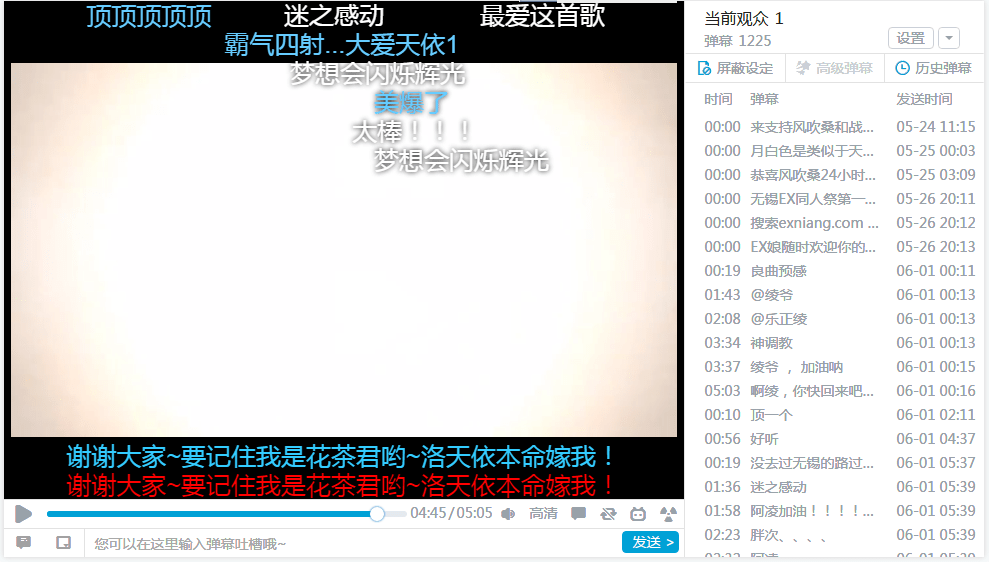 顶顶顶顶顶 迷之感动 最爱这首歌
霸气四射...大爱天依1
梦想会闪烁辉光
美爆了
太棒！！！
梦想会闪烁辉光
谢谢大家~要记住我是花茶君哟~洛天依本命嫁我！
谢谢大家~要记住我是花茶君哟~洛天依本命嫁我！
04:45/05:05 高清
您可以在这里输入弹幕吐槽哦~ 发送 >
当前观众 1
弹幕 1225 设置
屏蔽设定 高级弹幕 历史弹幕
时间 弹幕 发送时间
00:00 来支持风吹桑和战... 05-24 11:15
00:00 月白色是类似于天... 05-25 00:03
00:00 恭喜风吹桑24小时... 05-25 03:09
00:00 无锡EX同人祭第一... 05-26 20:11
00:00 搜索exniang.com ... 05-26 20:12
00:00 EX娘随时欢迎你的... 05-26 20:13
00:19 良曲预感 06-01 00:11
01:43 @绫爷 06-01 00:13
02:08 @乐正绫 06-01 00:13
03:34 神调教 06-01 00:13
03:37 绫爷 ， 加油呐 06-01 00:15
05:03 啊绫，你快回来吧... 06-01 00:16
00:10 顶一个 06-01 02:11
00:56 好听 06-01 04:37
00:19 没去过无锡的路过... 06-01 05:37
01:36 迷之感动 06-01 05:39
01:58 阿凌加油！！！！... 06-01 05:39
02:23 胖次、、、、 06-01 05:39